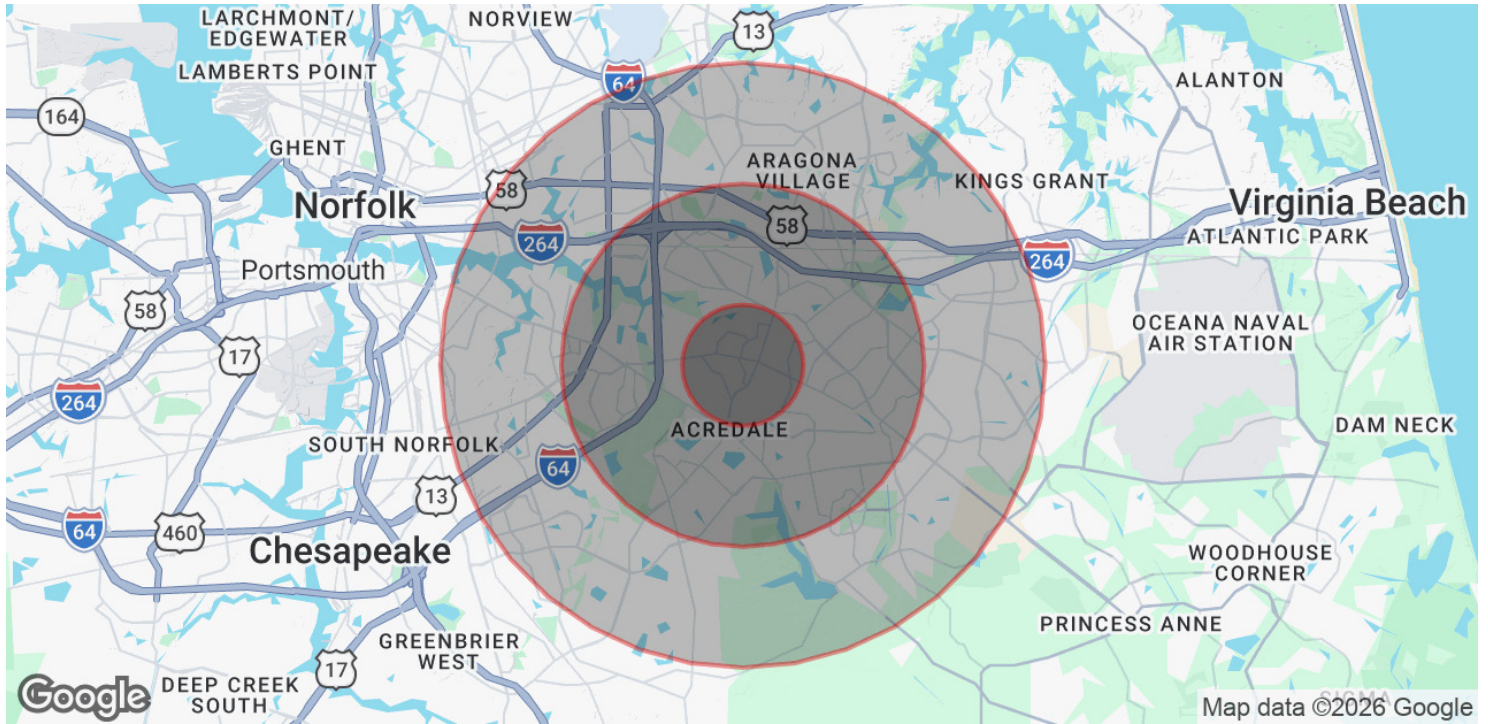 LARCHMONT/
EDGEWATER
NORVIEW
13
LAMBERTS POINT
64
ALANTON
164
GHENT
ARAGONA
VILLAGE
KINGS GRANT
58
Norfolk
58
Virginia Beach
264
ATLANTIC PARK
264
Portsmouth
58
OCEANA NAVAL
AIR STATION
17
264
ACREDALE
DAM NECK
SOUTH NORFOLK
64
13
64
460
Chesapeake
WOODHOUSE
CORNER
PRINCESS ANNE
GREENBRIER
WEST
17
DEEP CREEK
SOUTH
Google
SIGMA
Map data ©2026 Google